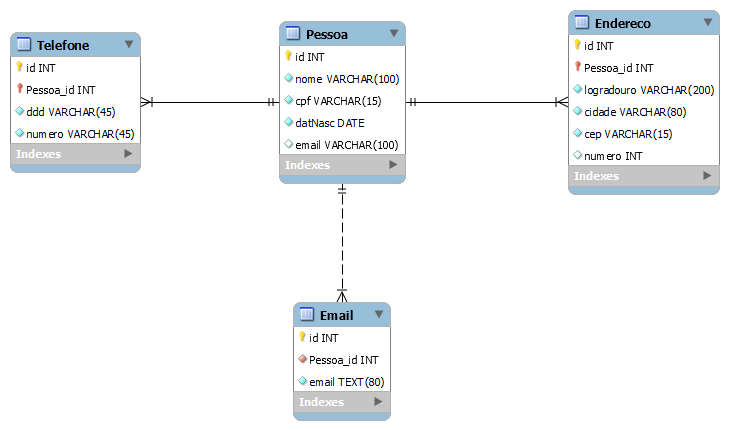 Telefone
id INT
Pessoa_id INT
ddd VARCHAR(45)
numero VARCHAR(45)
Indexes
Pessoa
id INT
nome VARCHAR(100)
cpf VARCHAR(15)
datNasc DATE
email VARCHAR(100)
Indexes
Endereco
id INT
Pessoa_id INT
logradouro VARCHAR(200)
cidade VARCHAR(80)
cep VARCHAR(15)
numero INT
Indexes
Email
id INT
Pessoa_id INT
email TEXT(80)
Indexes